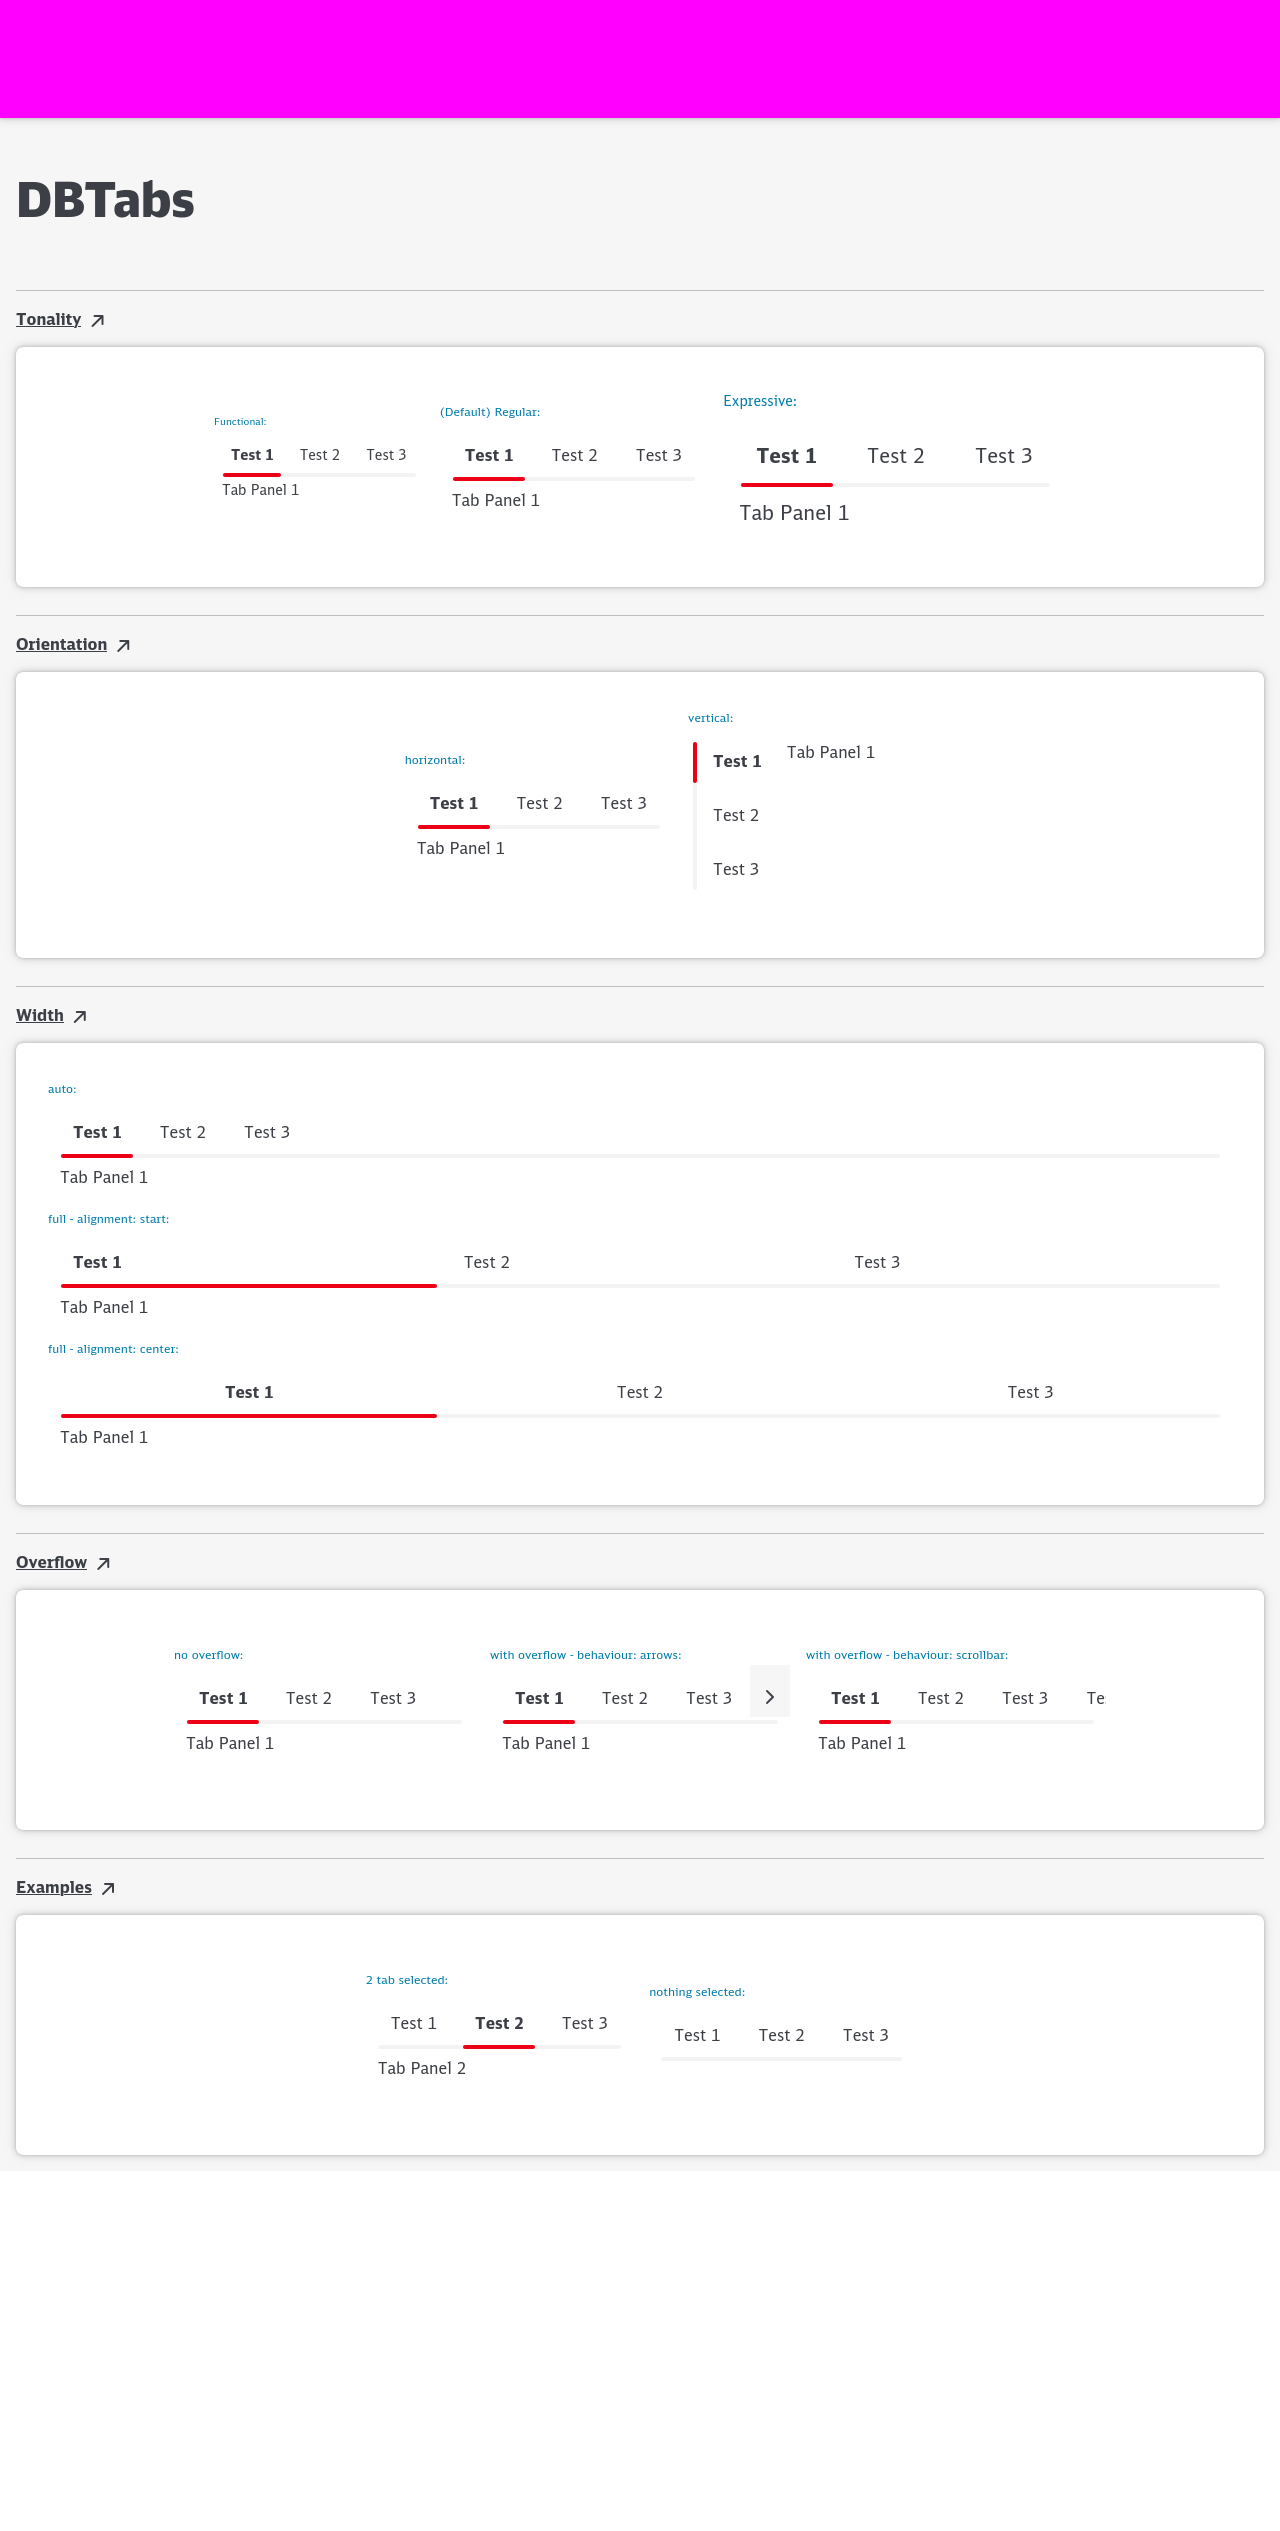 DBTabs
Tonality
Functional:
Test 1 Test 2 Test 3
Tab Panel 1
(Default) Regular:
Test 1 Test 2 Test 3
Tab Panel 1
Expressive:
Test 1 Test 2 Test 3
Tab Panel 1
Orientation
horizontal:
Test 1 Test 2 Test 3
Tab Panel 1
vertical:
Test 1 Tab Panel 1
Test 2
Test 3
Width
auto:
Test 1 Test 2 Test 3
Tab Panel 1
full - alignment: start:
Test 1 Test 2 Test 3
Tab Panel 1
full - alignment: center:
Test 1 Test 2 Test 3
Tab Panel 1
Overflow
no overflow:
Test 1 Test 2 Test 3
Tab Panel 1
with overflow - behaviour: arrows:
Test 1 Test 2 Test 3
Tab Panel 1
with overflow - behaviour: scrollbar:
Test 1 Test 2 Test 3 Te
Tab Panel 1
Examples
2 tab selected:
Test 1 Test 2 Test 3
Tab Panel 2
nothing selected:
Test 1 Test 2 Test 3